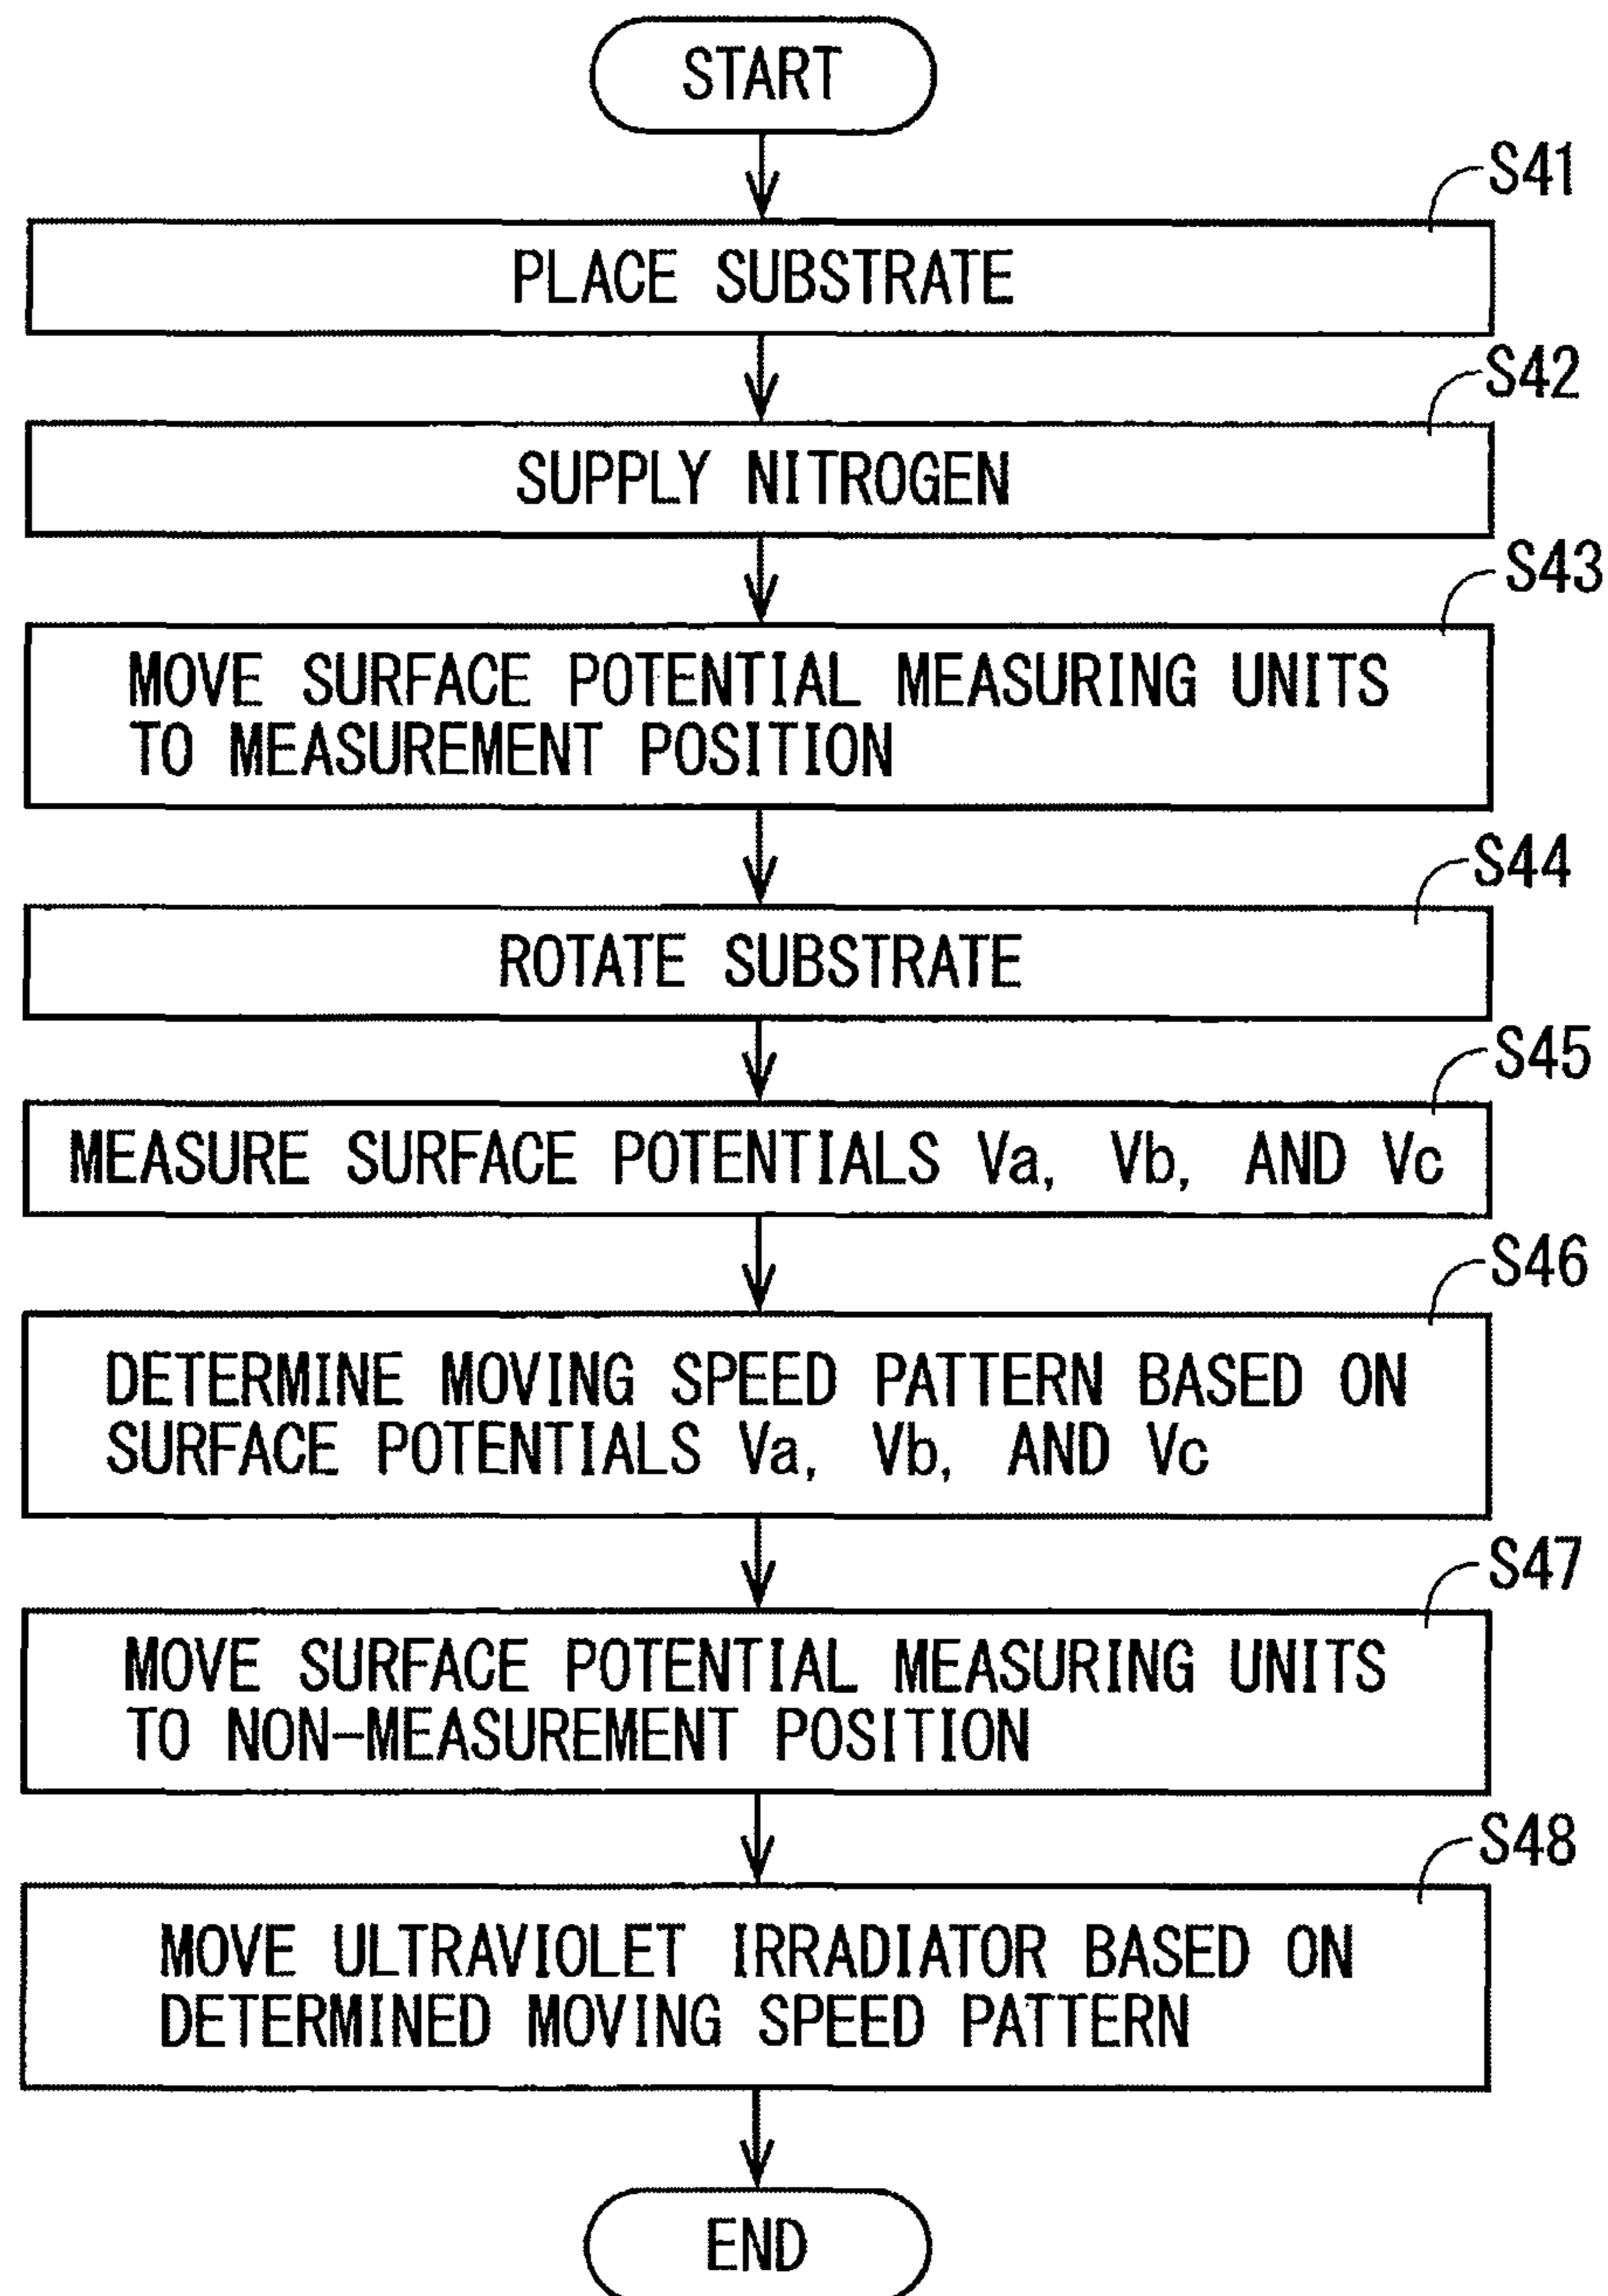 START
S41
PLACE SUBSTRATE
S42
SUPPLY NITROGEN
S43
MOVE SURFACE POTENTIAL MEASURING UNITS
TO MEASUREMENT POSITION
S44
ROTATE SUBSTRATE
S45
MEASURE SURFACE POTENTIALS Va, Vb, AND Vc
S46
DETERMINE MOVING SPEED PATTERN BASED ON
SURFACE POTENTIALS Va, Vb, AND Vc
S47
MOVE SURFACE POTENTIAL MEASURING UNITS
TO NON-MEASUREMENT POSITION
S48
MOVE ULTRAVIOLET IRRADIATOR BASED ON
DETERMINED MOVING SPEED PATTERN
END